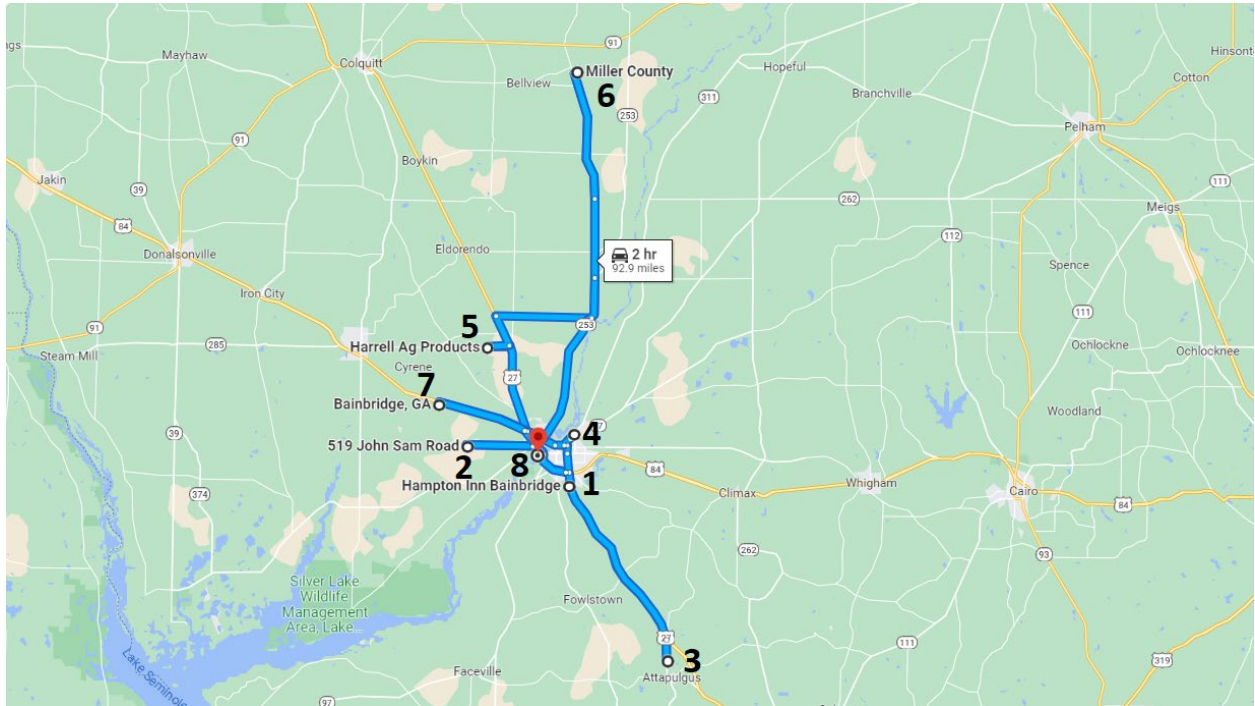 ngs
Mayhaw
Colquitt
91
Bellview
Miller County
6
253
Hopeful
311
Branchville
Hinsont
Cotton
Pelham
91
Boykin
111
Jakin
39
262
Meigs
84
Donalsonville
Eldorendo
2 hr
92.9 miles
112
Spence
Iron City
91
Steam Mill
285
5
253
111
Harrell Ag Products
Cyrene
27
Ochlocknee
Ochlocknee
7
Bainbridge, GA
Woodland
39
4
7
519 John Sam Road
2
8
84
Hampton Inn Bainbridge
1
Climax
Whigham
Cairo
84
374
262
93
Silver Lake
Wildlife
Management
Area, Lake...
Fowlstown
27
111
3
Lake Seminole
Faceville
Attapulgus
319
97